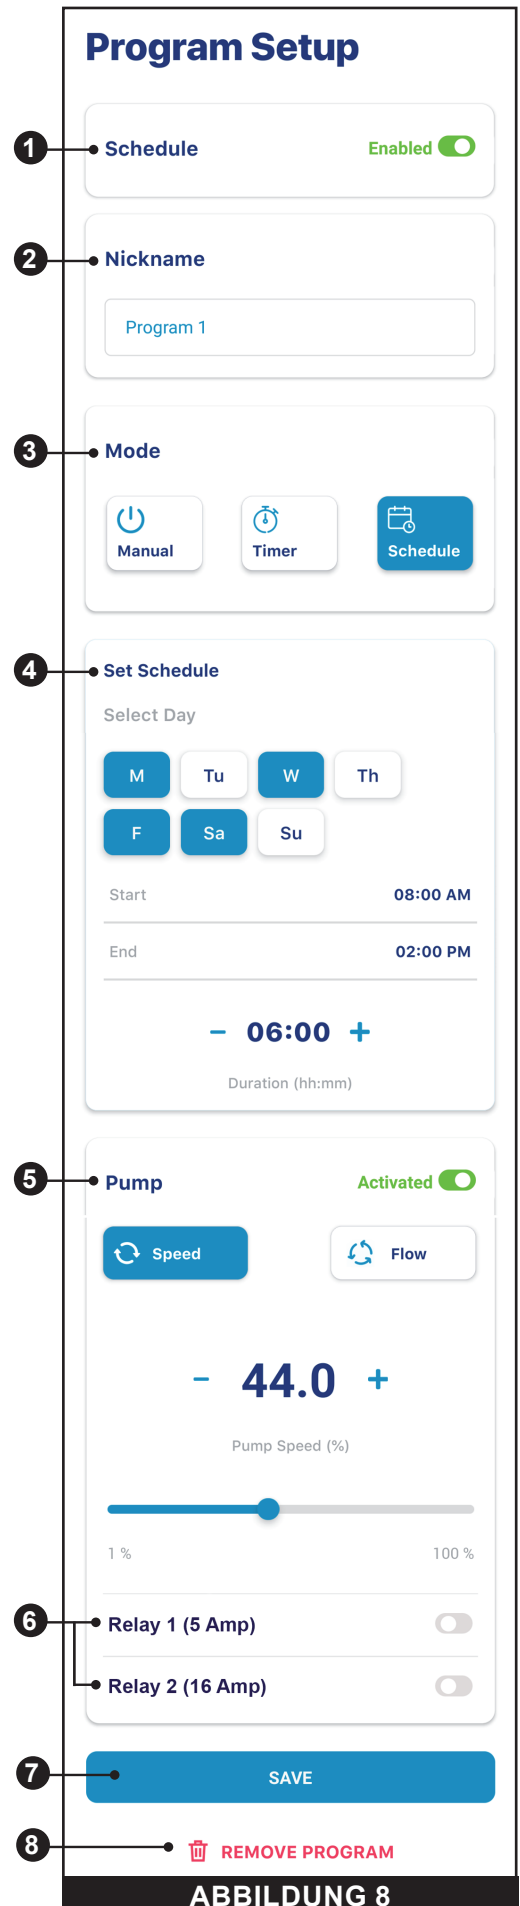 Program Setup
1 Schedule Enabled
2 Nickname
Program 1
3 Mode
Manual Timer Schedule
4 Set Schedule
Select Day
M Tu W Th
F Sa Su
Start 08:00 AM
End 02:00 PM
- 06:00 +
Duration (hh:mm)
5 Pump Activated
Speed Flow
- 44.0 +
Pump Speed (%)
1 % 100 %
6 Relay 1 (5 Amp)
Relay 2 (16 Amp)
7 SAVE
8 REMOVE PROGRAM
ABBILDUNG 8